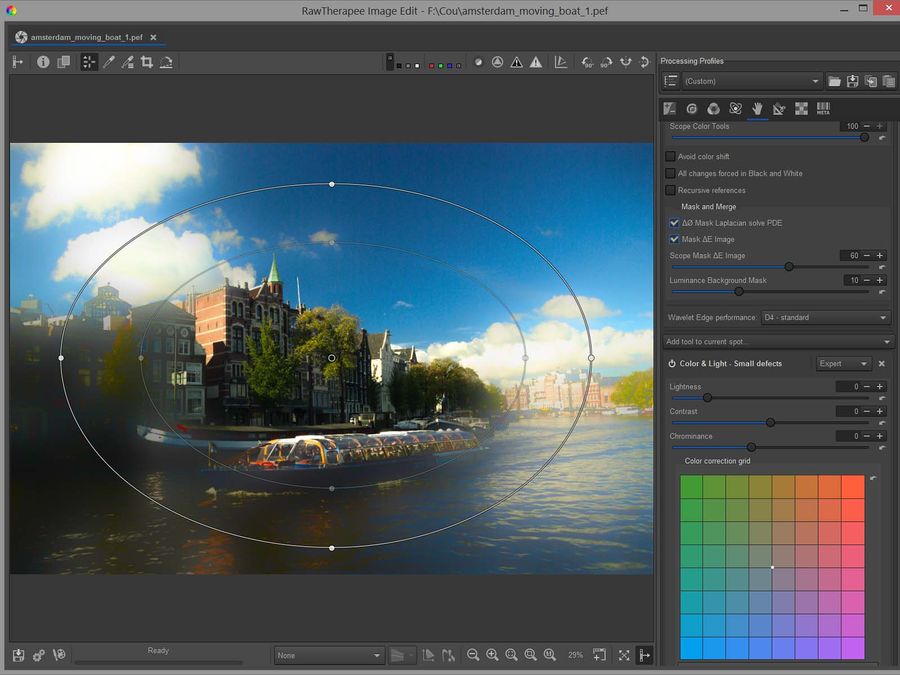 RawTherapee Image Edit - F:\Cou\amsterdam_moving_boat_1.pef
amsterdam_moving_boat_1.pef
Processing Profiles
(Custom)
META
Scope Color Tools 100
Avoid color shift
All changes forced in Black and White
Recursive references
Mask and Merge
ΔØ Mask Laplacian solve PDE
Mask ΔE Image
Scope Mask ΔE Image 60
Luminance Background Mask 10
Wavelet Edge performance: D4 - standard
Add tool to current spot...
Color & Light - Small defects Expert
Lightness 0
Contrast 0
Chrominance 0
Color correction grid
Ready
None
29%